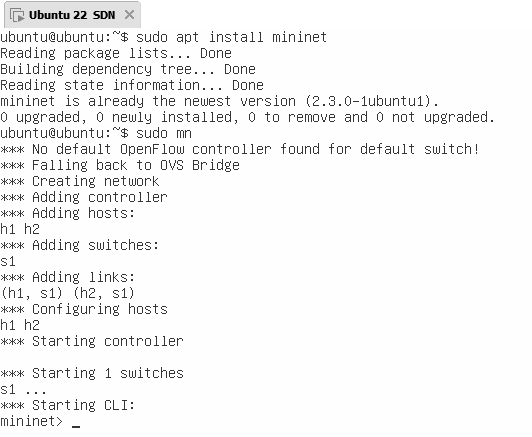 Ubuntu 22 SDN
ubuntu@ubuntu:~$ sudo apt install mininet
Reading package lists... Done
Building dependency tree... Done
Reading state information... Done
mininet is already the newest version (2.3.0-1ubuntu1).
0 upgraded, 0 newly installed, 0 to remove and 0 not upgraded.
ubuntu@ubuntu:~$ sudo mn
*** No default OpenFlow controller found for default switch!
*** Falling back to OVS Bridge
*** Creating network
*** Adding controller
*** Adding hosts:
h1 h2
*** Adding switches:
s1
*** Adding links:
(h1, s1) (h2, s1)
*** Configuring hosts
h1 h2
*** Starting controller

*** Starting 1 switches
s1 ...
*** Starting CLI:
mininet> _